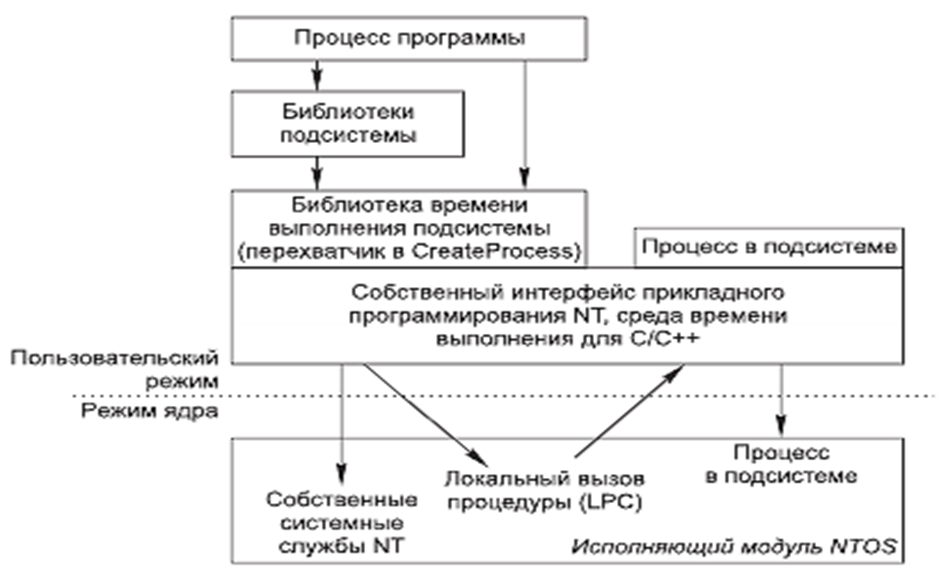 Процесс программы
Библиотеки
подсистемы
Библиотека времени
выполнения подсистемы
(перехватчик в CreateProcess)
Процесс в подсистеме
Собственный интерфейс прикладного
программирования NT, среда времени
выполнения для C/C++
Пользовательский
режим
Режим ядра
Процесс
в подсистеме
Локальный вызов
процедуры (LPC)
Собственные
системные
службы NT
Исполняющий модуль NTOS